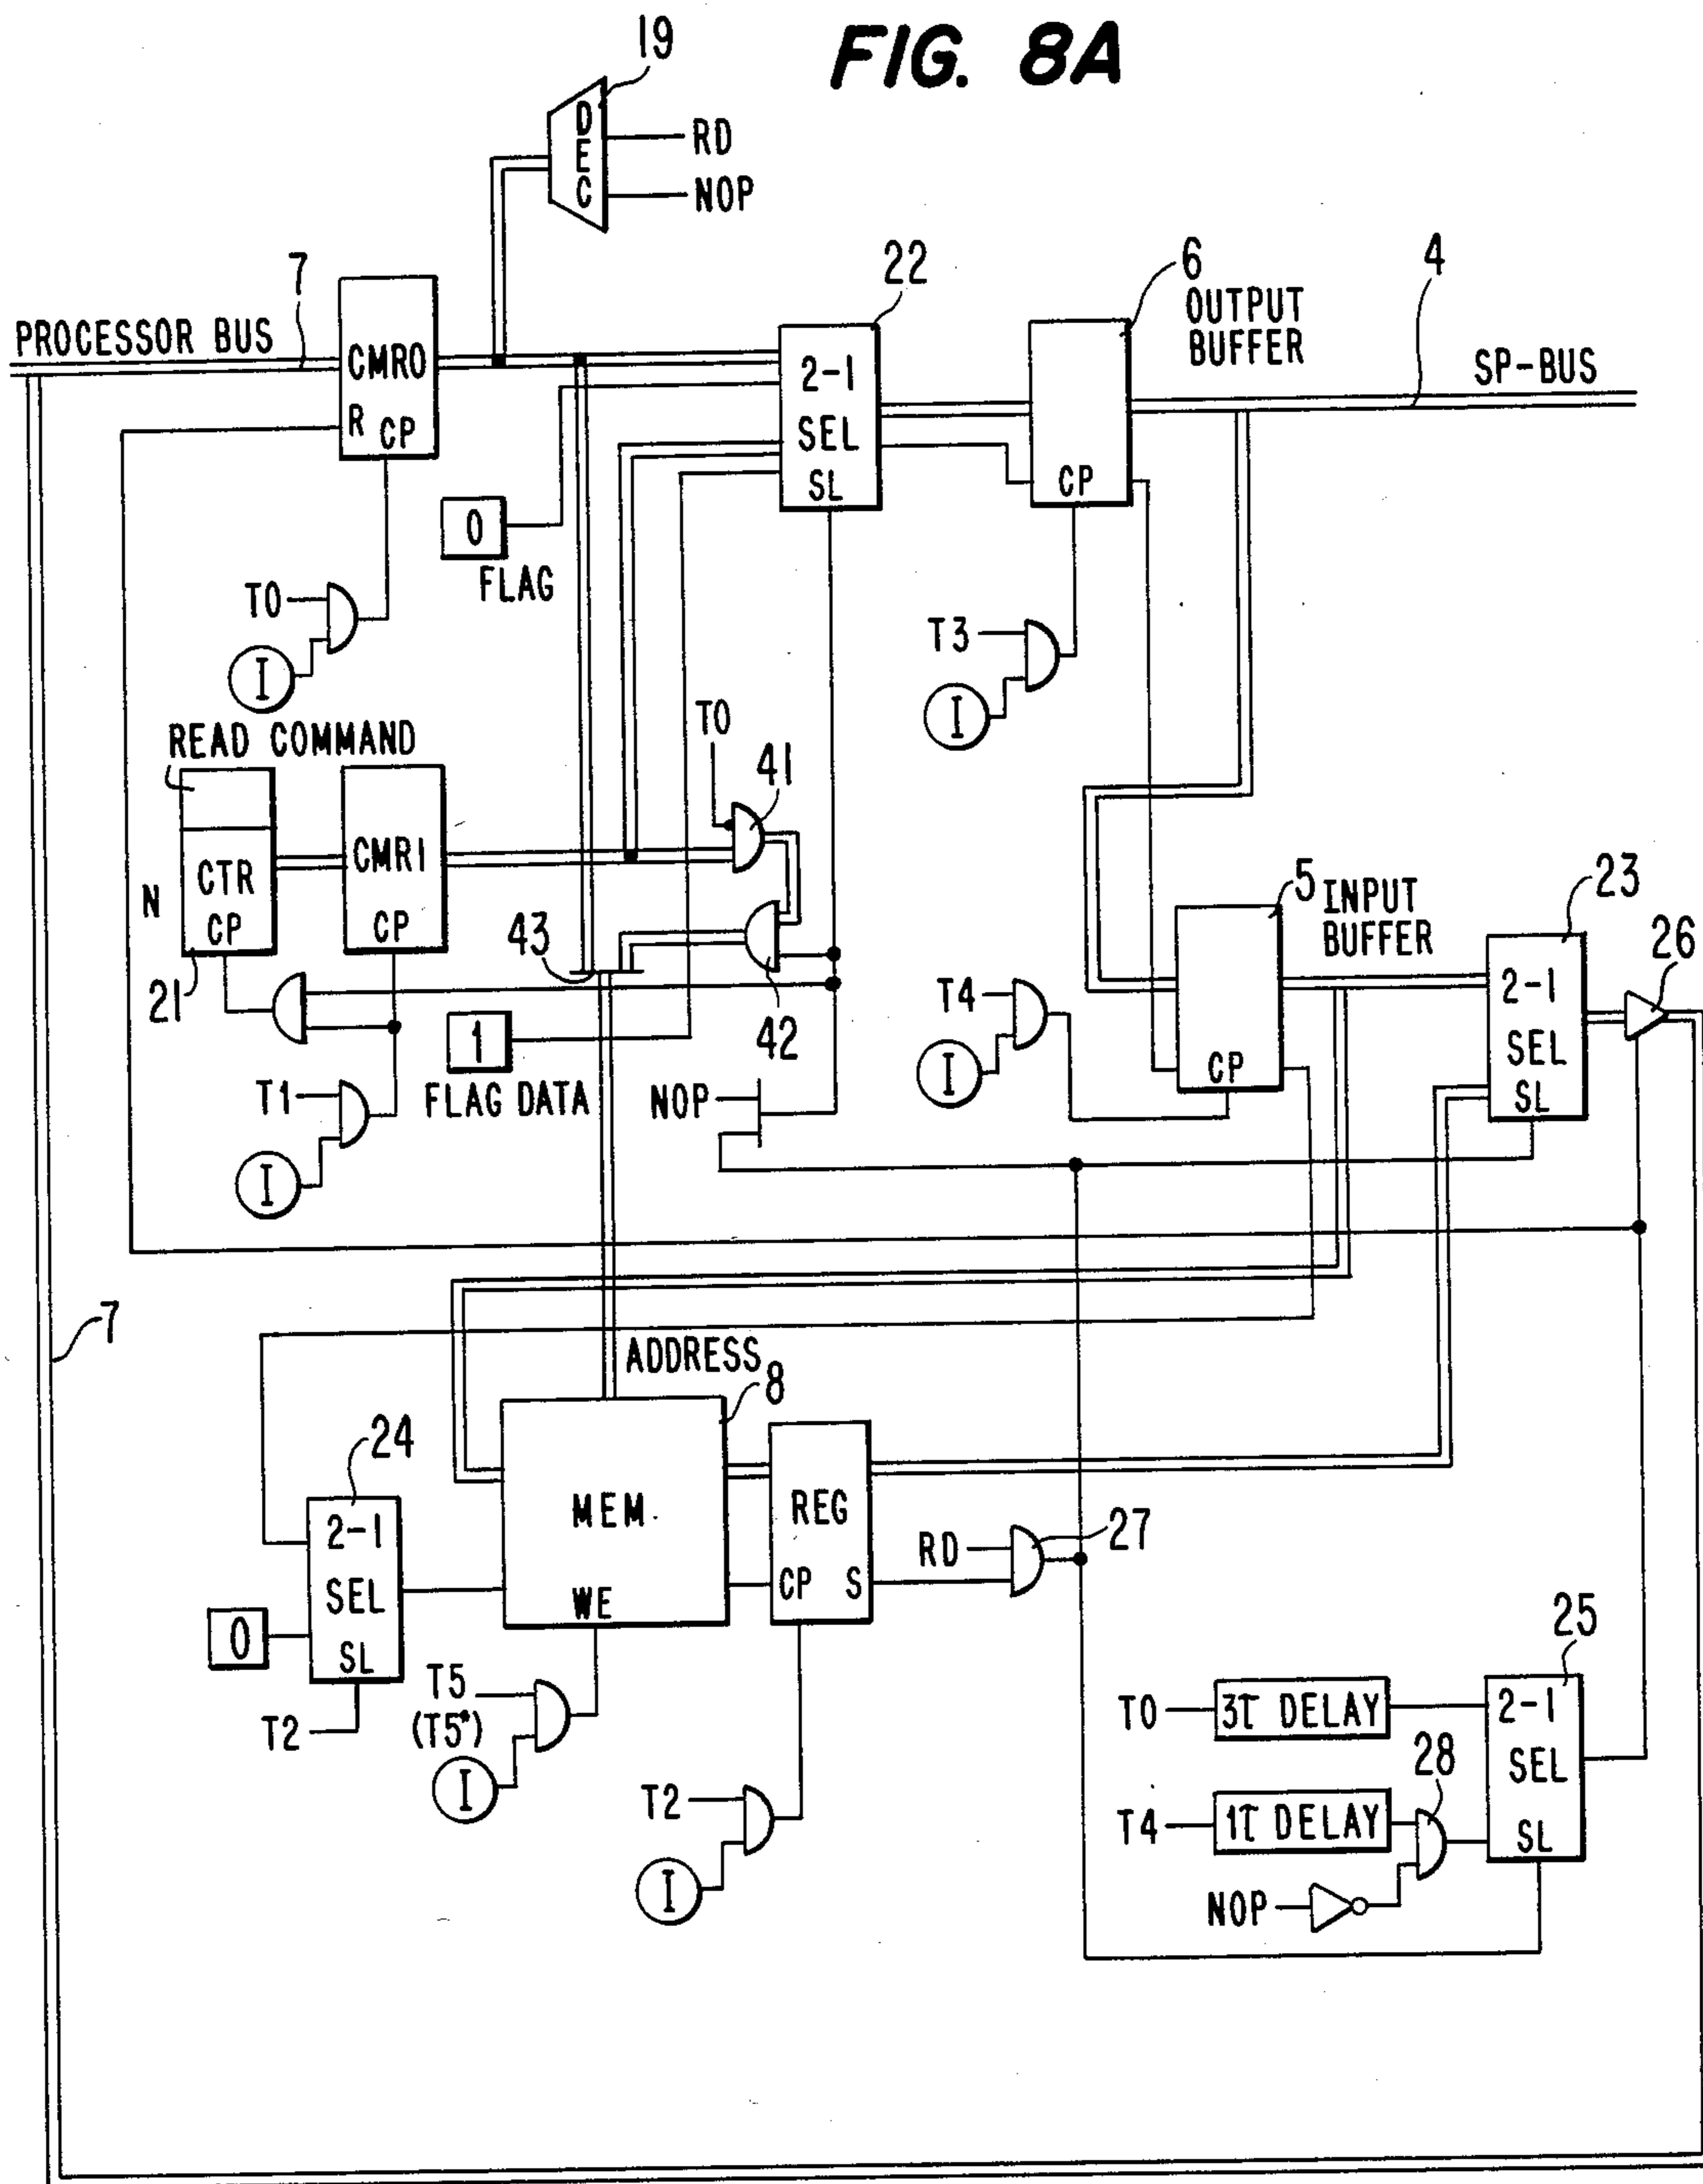 FIG. 8A
19
DEC
RD
NOP
PROCESSOR BUS
7
CMR0
R
CP
22
2-1
SEL
SL
6
OUTPUT
BUFFER
CP
4
SP-BUS
0
FLAG
T0
I
T3
I
READ COMMAND
N
CTR
CP
21
CMR1
CP
T0
41
42
43
1
FLAG DATA
T1
I
NOP
T4
I
5
INPUT
BUFFER
CP
23
2-1
SEL
SL
26
7
ADDRESS
8
MEM
WE
REG
CP
S
24
2-1
SEL
SL
0
T2
T5
(T5*)
I
T2
I
RD
27
25
2-1
SEL
SL
T0
3τ DELAY
T4
1τ DELAY
28
NOP